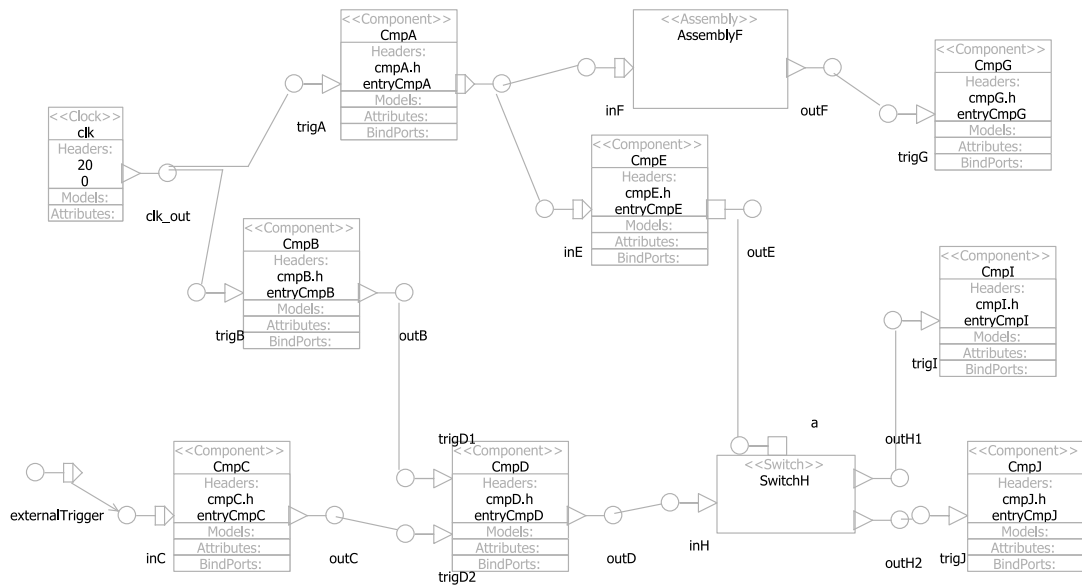 <<Component>>
CmpA
Headers:
cmpA.h
entryCmpA
Models:
Attributes:
BindPorts:
trigA
<<Assembly>>
AssemblyF
inF
outF
<<Component>>
CmpG
Headers:
cmpG.h
entryCmpG
Models:
Attributes:
BindPorts:
trigG
<<Clock>>
clk
Headers:
20
0
Models:
Attributes:
clk_out
<<Component>>
CmpE
Headers:
cmpE.h
entryCmpE
Models:
Attributes:
BindPorts:
inE
outE
<<Component>>
CmpB
Headers:
cmpB.h
entryCmpB
Models:
Attributes:
BindPorts:
trigB
outB
<<Component>>
CmpI
Headers:
cmpI.h
entryCmpI
Models:
Attributes:
BindPorts:
trigI
externalTrigger
<<Component>>
CmpC
Headers:
cmpC.h
entryCmpC
Models:
Attributes:
BindPorts:
inC
outC
trigD1
<<Component>>
CmpD
Headers:
cmpD.h
entryCmpD
Models:
Attributes:
BindPorts:
trigD2
outD
a
<<Switch>>
SwitchH
inH
outH1
outH2
<<Component>>
CmpJ
Headers:
cmpJ.h
entryCmpJ
Models:
Attributes:
BindPorts:
trigJ